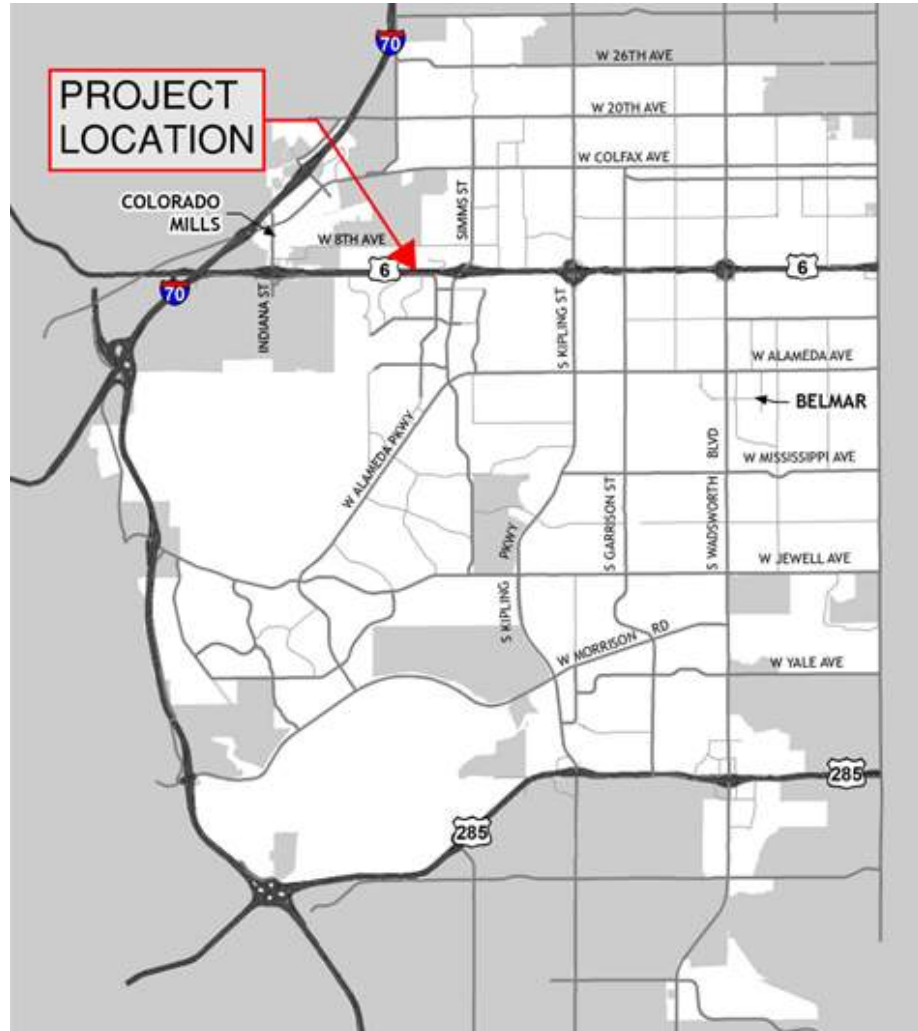 70
W 26TH AVE
PROJECT
LOCATION
W 20TH AVE
W COLFAX AVE
COLORADO
MILLS
SIMMS ST
W 8TH AVE
6
6
70
INDIANA ST
S KIPLING ST
W ALAMEDA AVE
BELMAR
W ALAMEDA PKWY
S WADSWORTH BLVD
W MISSISSIPPI AVE
S GARRISON ST
S KIPLING PKWY
W JEWELL AVE
W MORRISON RD
W YALE AVE
285
285